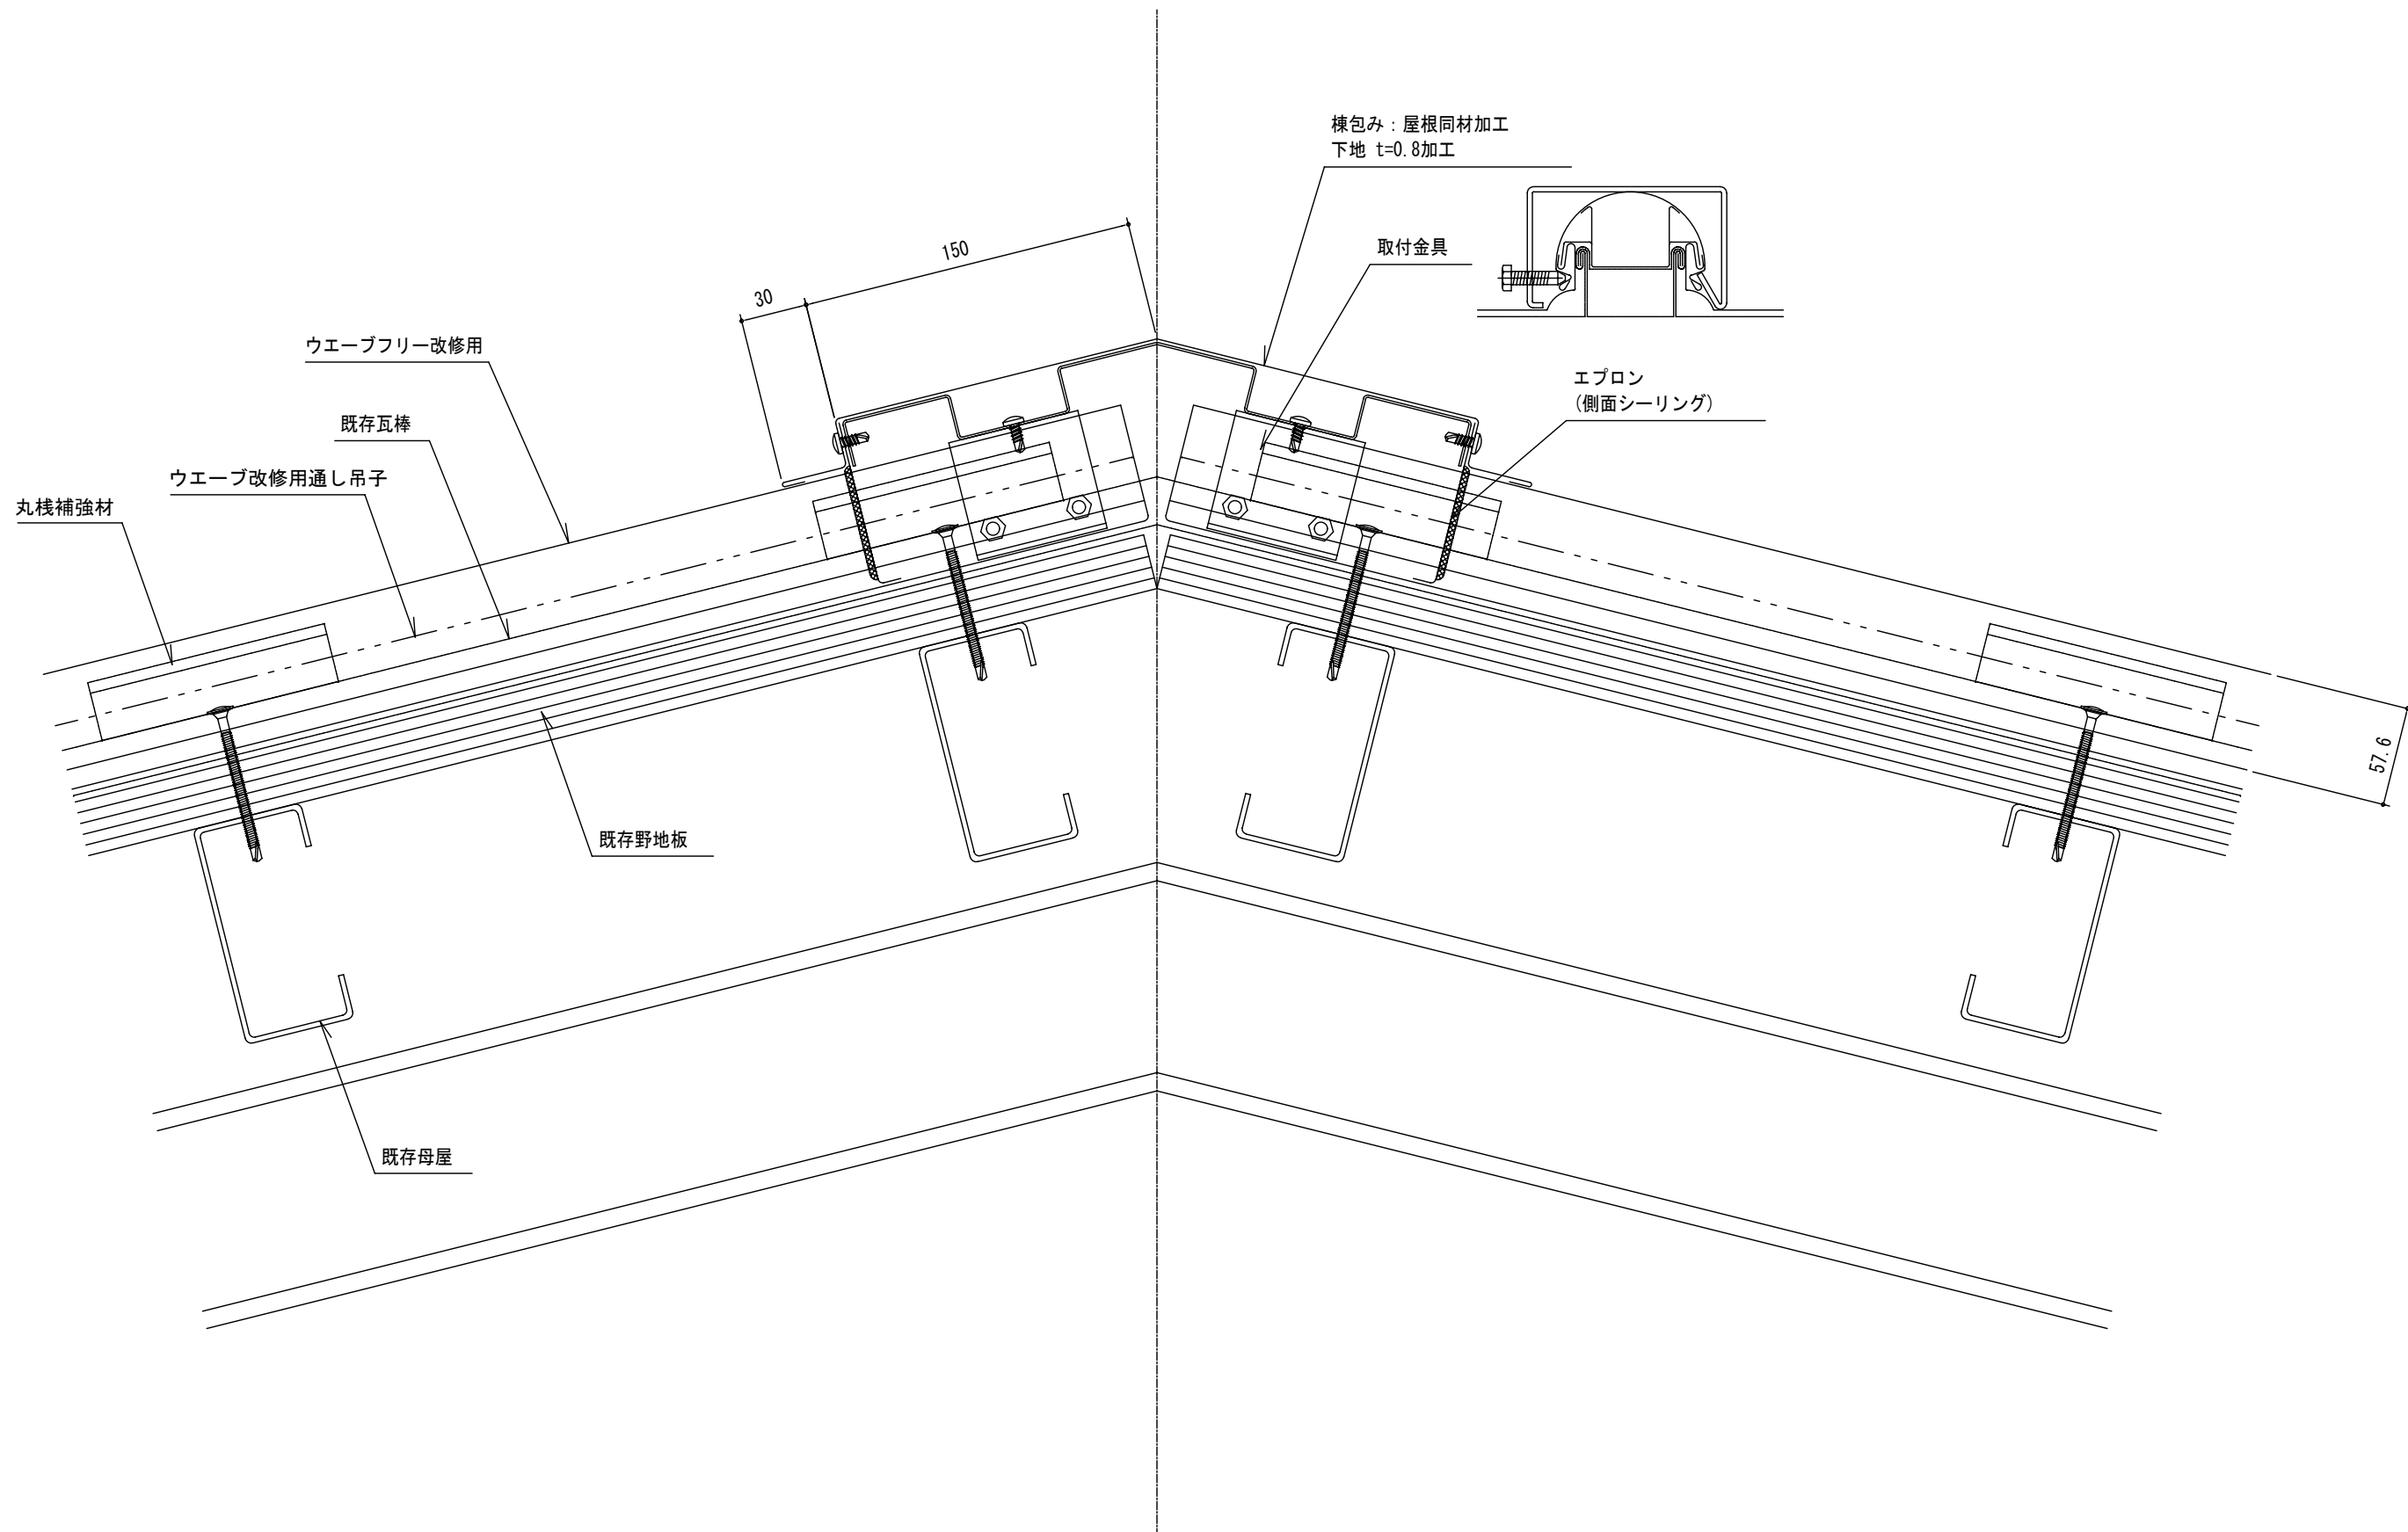 棟包み：屋根同材加工
下地 t=0.8加工
取付金具
150
30
ウエーブフリー改修用
エプロン
(側面シーリング)
既存瓦棒
ウエーブ改修用通し吊子
丸桟補強材
57.6
既存野地板
既存母屋